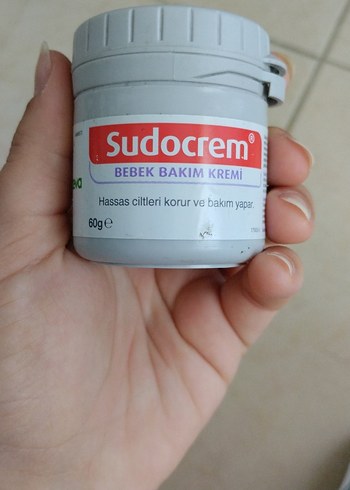 Sudocrem®
BEBEK BAKIM KREMİ
Hassas ciltleri korur ve bakım yapar.
60g e